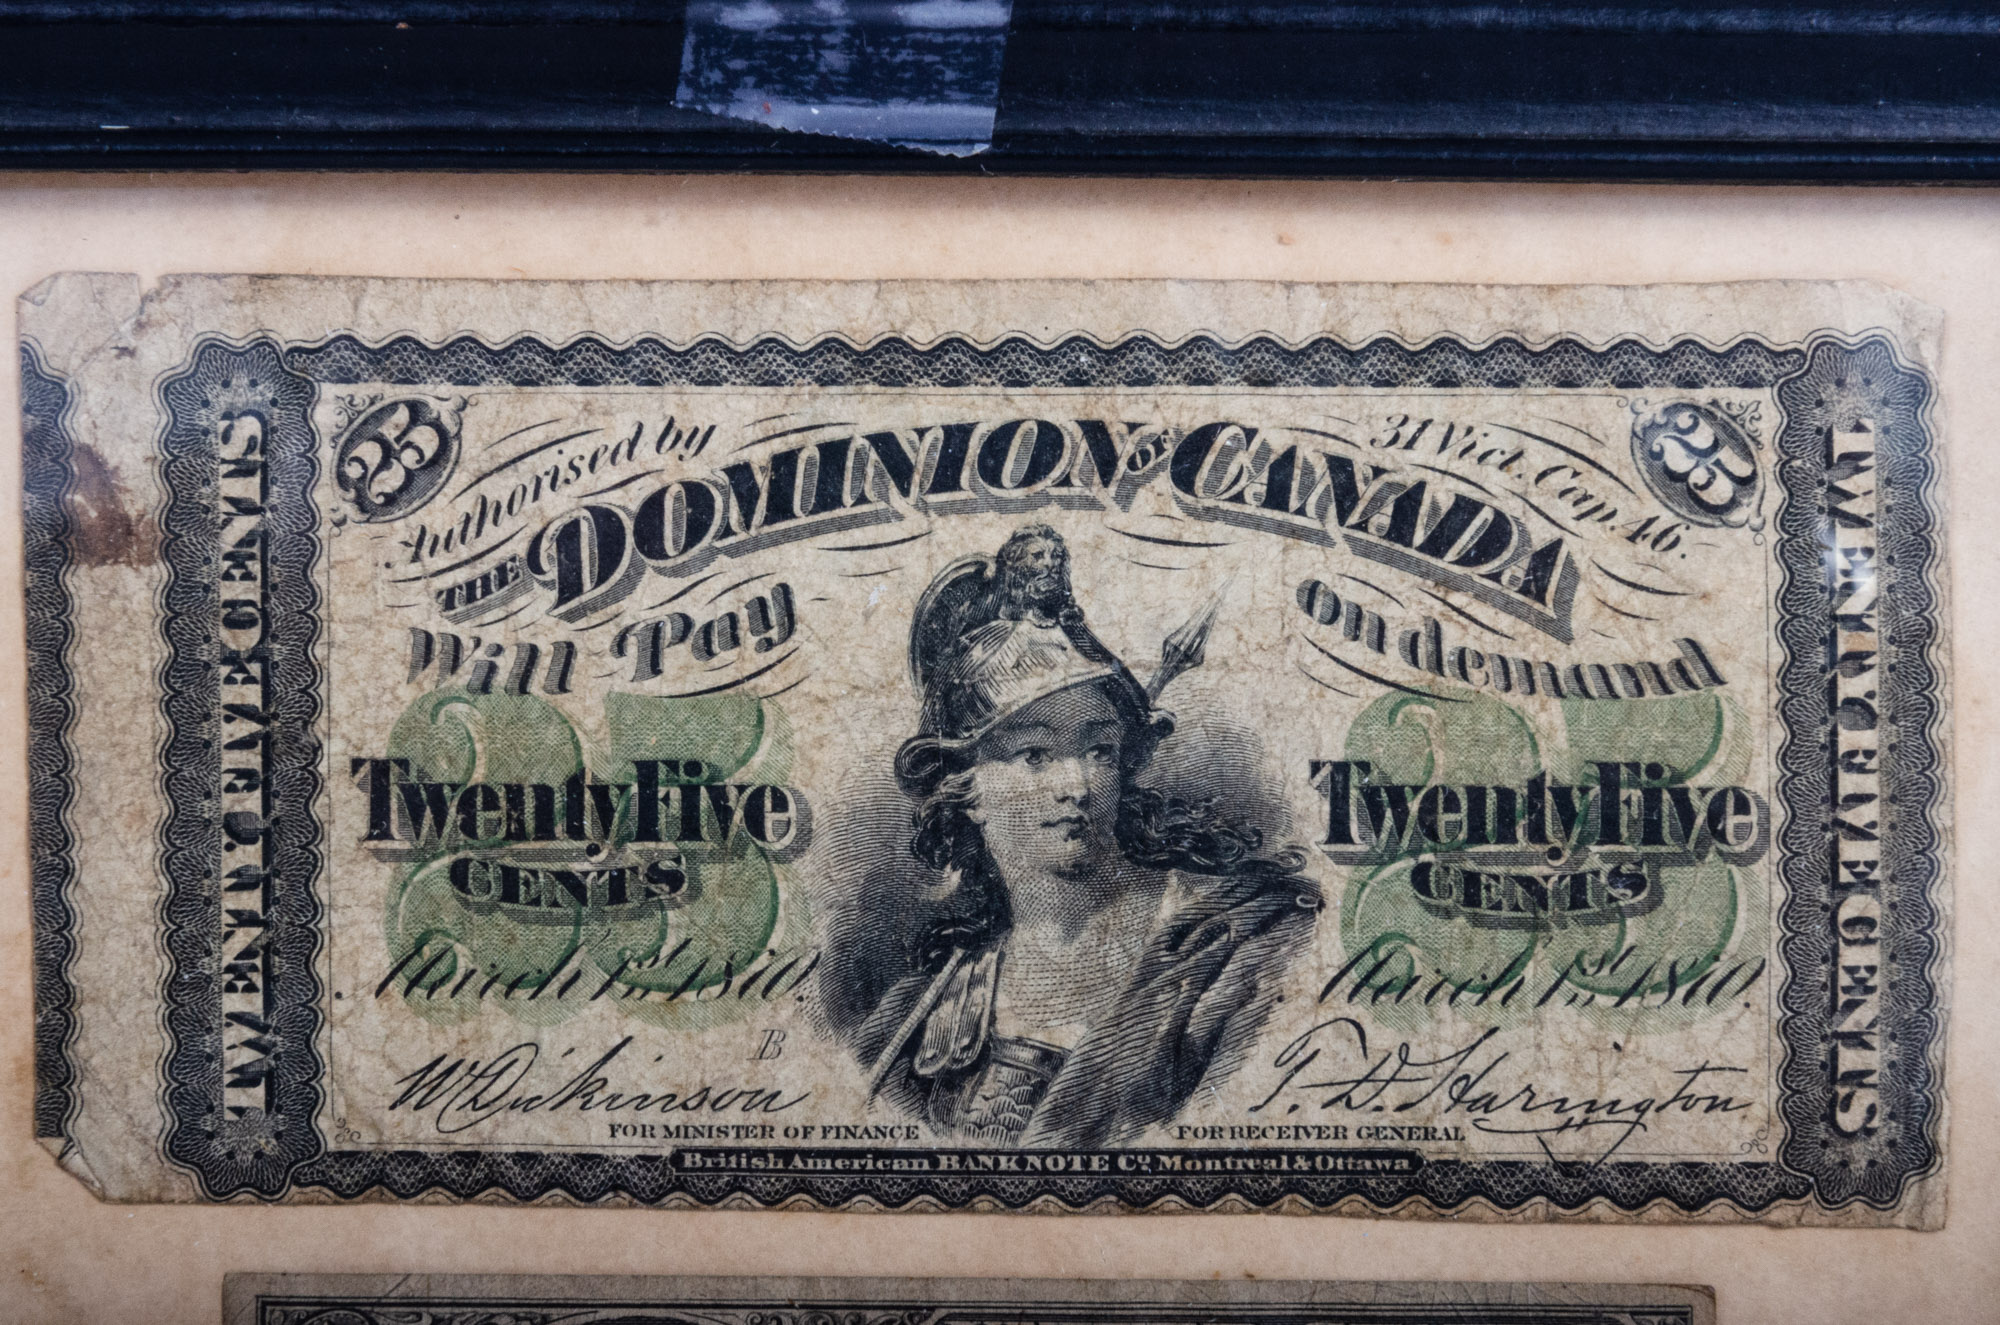 25
Authorised by
31 Vict. Cap. 46.
25
THE DOMINION OF CANADA
Will Pay
on demand
TWENTY FIVE CENTS
25
Twenty Five
CENTS
25
Twenty Five
CENTS
TWENTY FIVE CENTS
March 1st, 1870.
March 1st, 1870.
B
W Dickinson
T. D. Harington
FOR MINISTER OF FINANCE
FOR RECEIVER GENERAL
British American BANK NOTE Co. Montreal & Ottawa